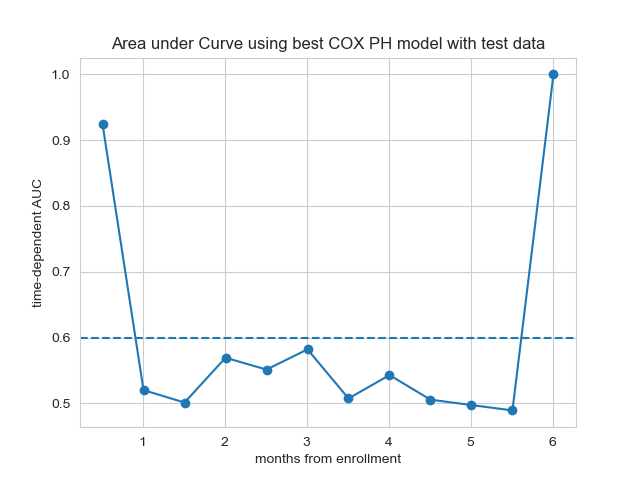 Area under Curve using best COX PH model with test data
1.0
0.9
0.8
0.7
0.6
0.5
time-dependent AUC
1 2 3 4 5 6
months from enrollment